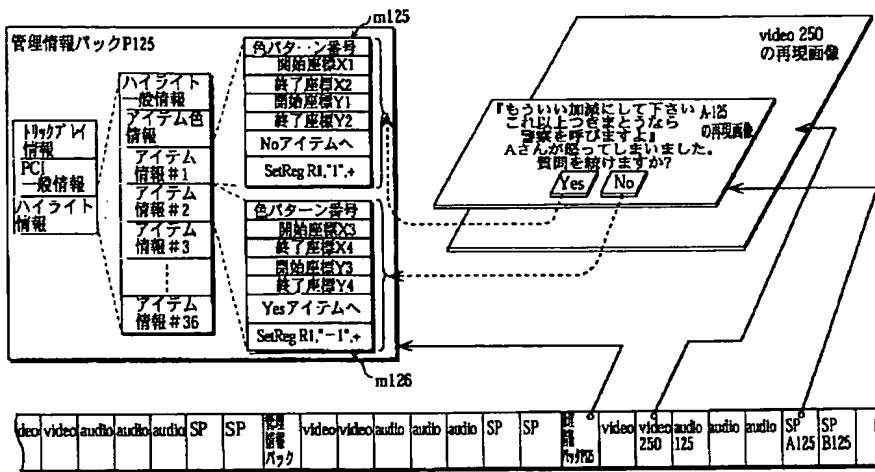 管理情報パックP125
m125
トリックプレイ
情報
PCI
一般情報
ハイライト
情報
ハイライト
一般情報
アイテム色
情報
アイテム
情報#1
アイテム
情報#2
アイテム
情報#3
アイテム
情報#36
色パターン番号
開始座標X1
終了座標X2
開始座標Y1
終了座標Y2
Noアイテムへ
SetReg R1,"1",+
色パターン番号
開始座標X3
終了座標X4
開始座標Y3
終了座標Y4
Yesアイテムへ
SetReg R1,"-1",+
m126
video 250
の再現画像
『もういい加減にして下さい
これ以上つきまとうなら
警察を呼びますよ』
Aさんが怒ってしまいました。
質問を続けますか?
A-125
の再現画像
Yes
No
deo
video
audio
audio
audio
SP
SP
管理
情報
パック
video
video
audio
audio
audio
SP
SP
管理
情報
パックP125
video
video
250
audio
125
audio
audio
SP
A125
SP
B125